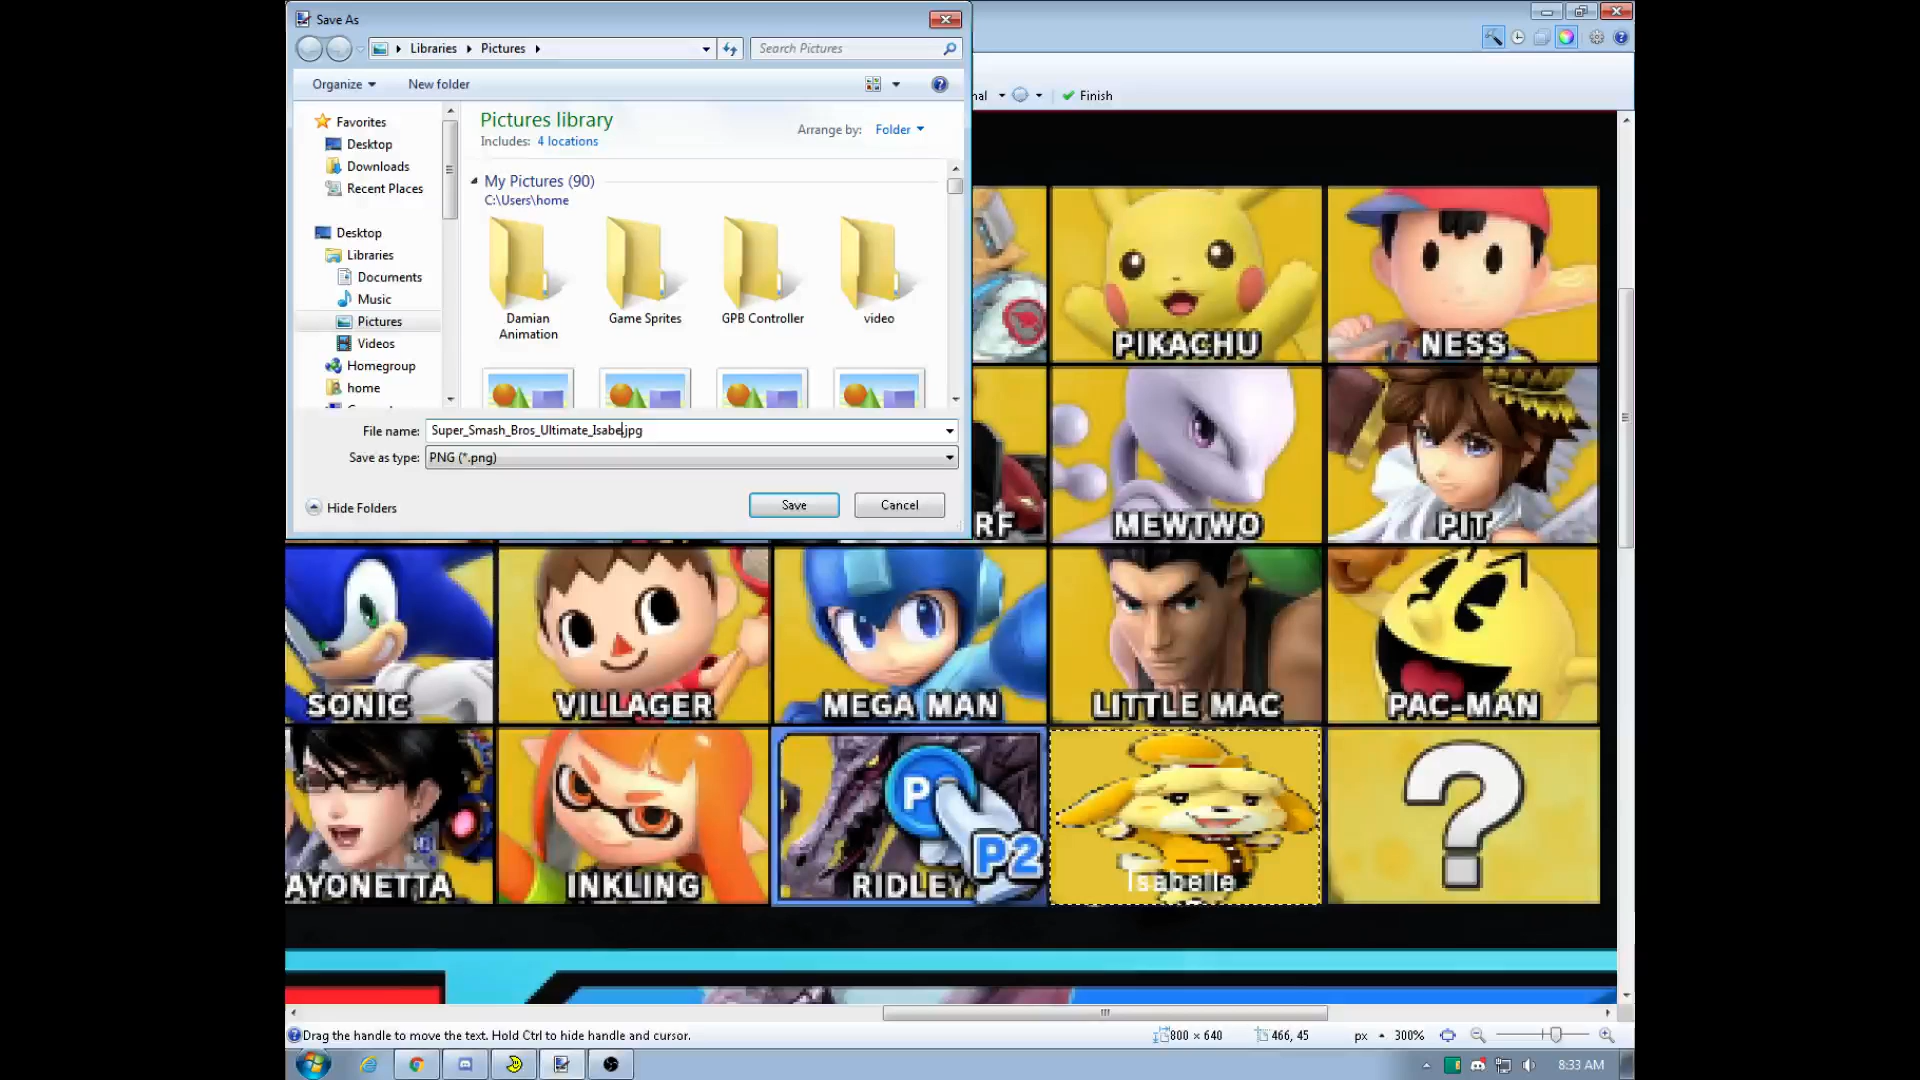 Save As
Libraries
Pictures
Search Pictures
Organize
New folder
nal
Finish
Favorites
Desktop
Downloads
Recent Places
Desktop
Libraries
Documents
Music
Pictures
Videos
Homegroup
home
Pictures library
Includes: 4 locations
Arrange by: Folder
My Pictures (90)
C:\Users\home
Damian
Animation
Game Sprites
GPB Controller
video
File name: Super_Smash_Bros_Ultimate_Isabe.jpg
Save as type: PNG (*.png)
Hide Folders
Save
Cancel
PIKACHU
NESS
RF
MEWTWO
PIT
SONIC
VILLAGER
MEGA MAN
LITTLE MAC
PAC-MAN
AYONETTA
INKLING
RIDLEY
P
P2
Isabelle
?
Drag the handle to move the text. Hold Ctrl to hide handle and cursor.
800 × 640
466, 45
px
300%
8:33 AM